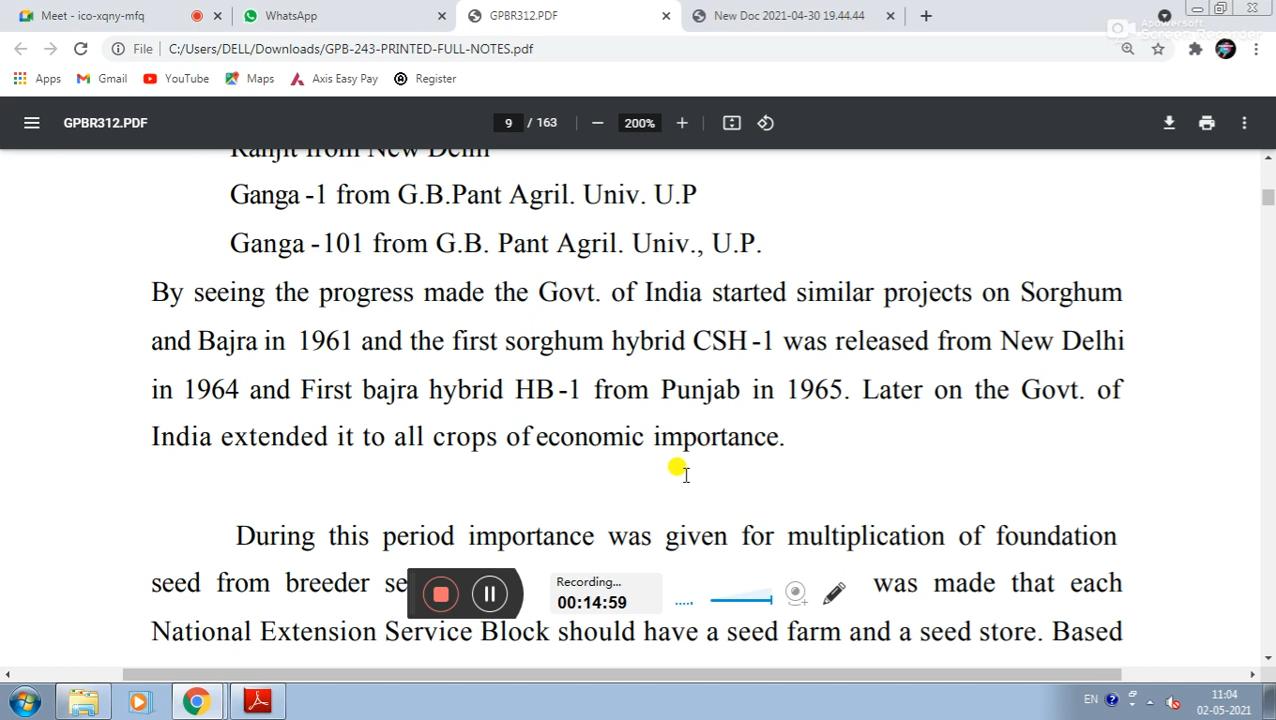 Meet - ico-xqny-mfq
WhatsApp
GPBR312.PDF
New Doc 2021-04-30 19.44.44
Apowersoft
Screen Recorder
File
C:/Users/DELL/Downloads/GPB-243-PRINTED-FULL-NOTES.pdf
Apps
Gmail
YouTube
Maps
Axis Easy Pay
Register
GPBR312.PDF
9 / 163
200%
Ranjit from New Delhi
Ganga -1 from G.B.Pant Agril. Univ. U.P
Ganga -101 from G.B. Pant Agril. Univ., U.P.
By seeing the progress made the Govt. of India started similar projects on Sorghum
and Bajra in 1961 and the first sorghum hybrid CSH -1 was released from New Delhi
in 1964 and First bajra hybrid HB -1 from Punjab in 1965. Later on the Govt. of
India extended it to all crops of economic importance.
During this period importance was given for multiplication of foundation
seed from breeder se
was made that each
Recording...
00:14:59
National Extension Service Block should have a seed farm and a seed store. Based
EN
11:04
02-05-2021